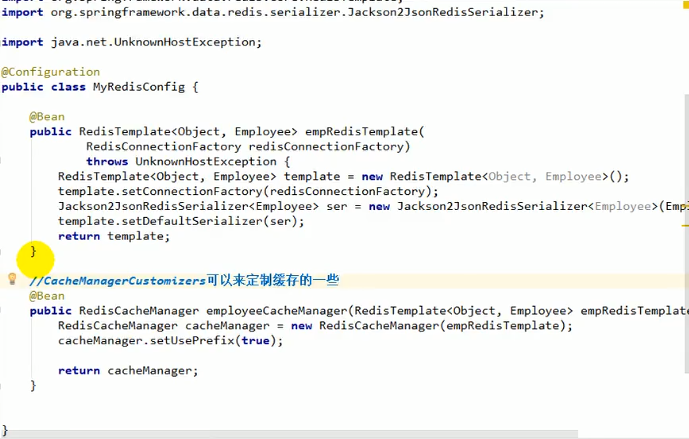 import org.springframework.data.redis.serializer.Jackson2JsonRedisSerializer;
import java.net.UnknownHostException;
@Configuration
public class MyRedisConfig {
@Bean
public RedisTemplate<Object, Employee> empRedisTemplate(
RedisConnectionFactory redisConnectionFactory)
throws UnknownHostException {
RedisTemplate<Object, Employee> template = new RedisTemplate<Object, Employee>();
template.setConnectionFactory(redisConnectionFactory);
Jackson2JsonRedisSerializer<Employee> ser = new Jackson2JsonRedisSerializer<Employee>(Emp
template.setDefaultSerializer(ser);
return template;
}
//CacheManagerCustomizers可以来定制缓存的一些
@Bean
public RedisCacheManager employeeCacheManager(RedisTemplate<Object, Employee> empRedisTemplate
RedisCacheManager cacheManager = new RedisCacheManager(empRedisTemplate);
cacheManager.setUsePrefix(true);
return cacheManager;
}
}